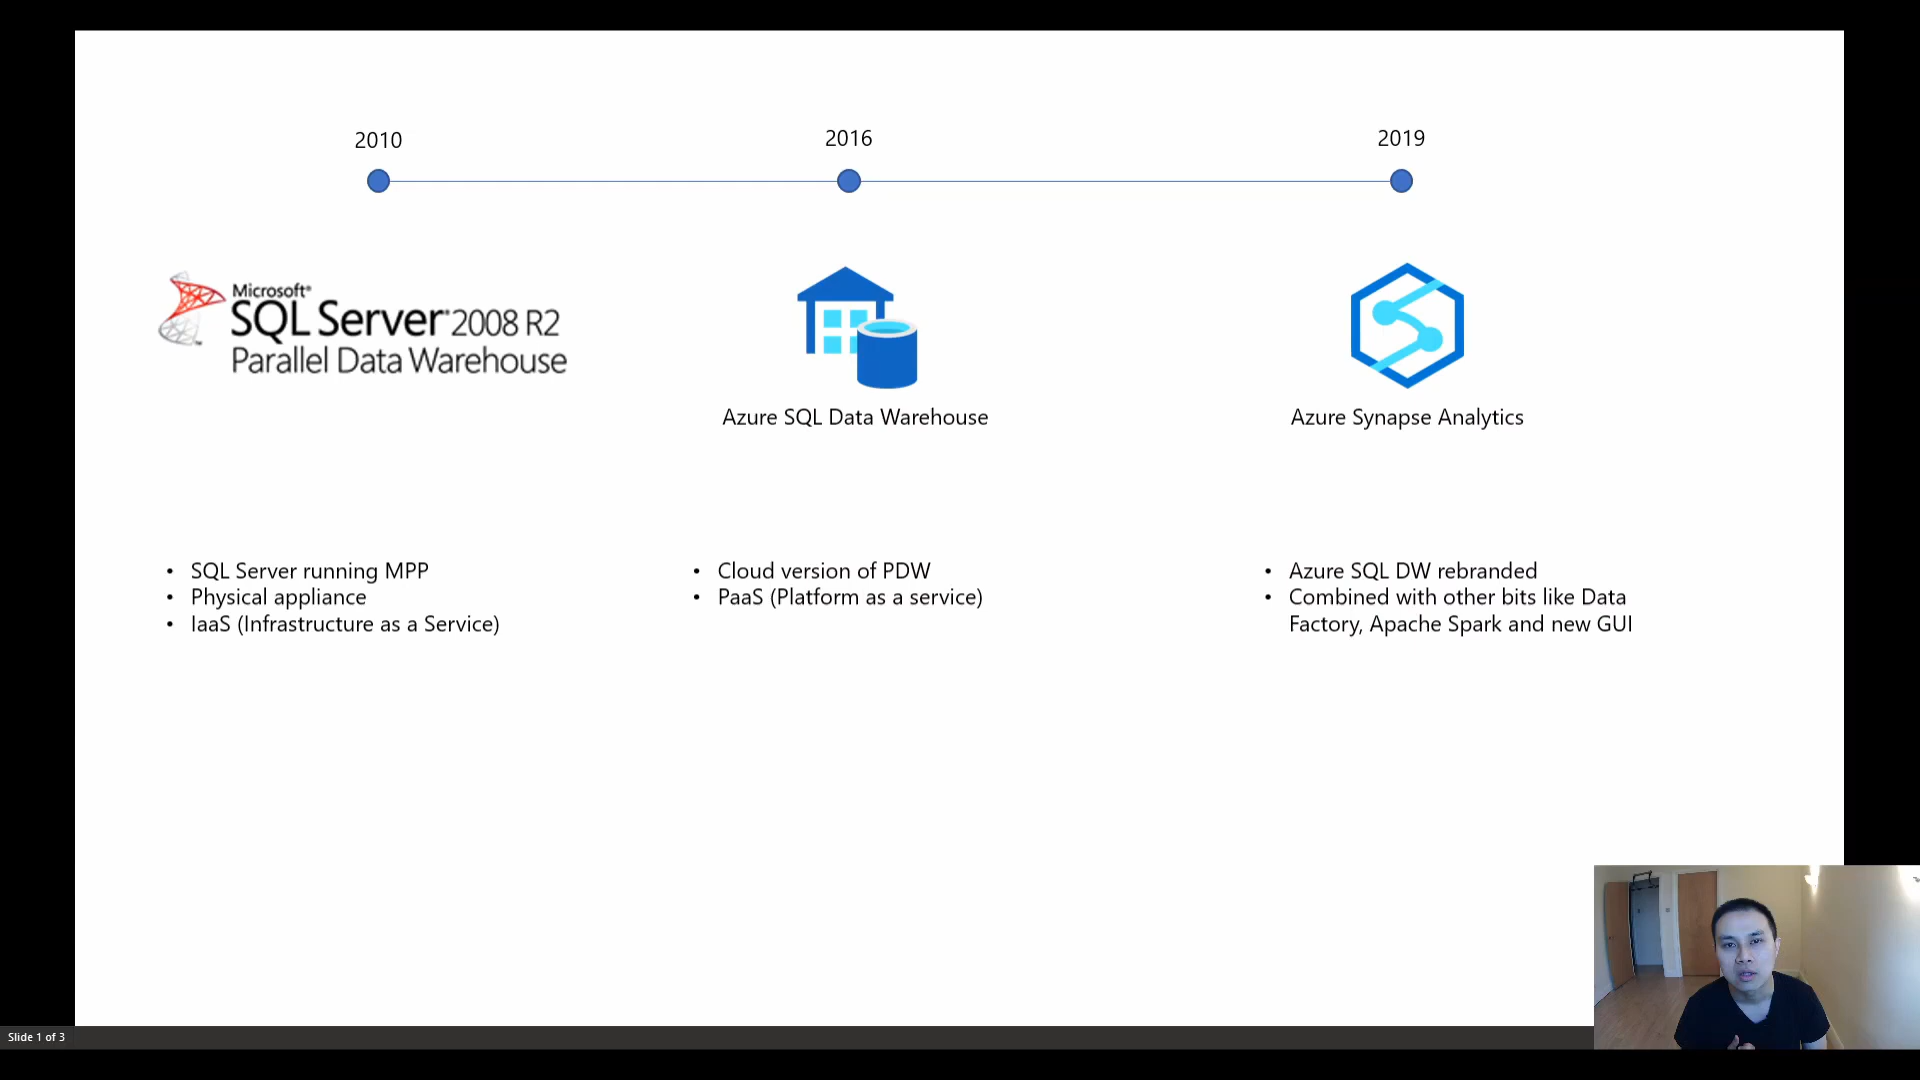 2010
2016
2019
Microsoft®
SQL Server® 2008 R2
Parallel Data Warehouse
Azure SQL Data Warehouse
Azure Synapse Analytics
• SQL Server running MPP
• Physical appliance
• IaaS (Infrastructure as a Service)
• Cloud version of PDW
• PaaS (Platform as a service)
• Azure SQL DW rebranded
• Combined with other bits like Data
Factory, Apache Spark and new GUI
Slide 1 of 3